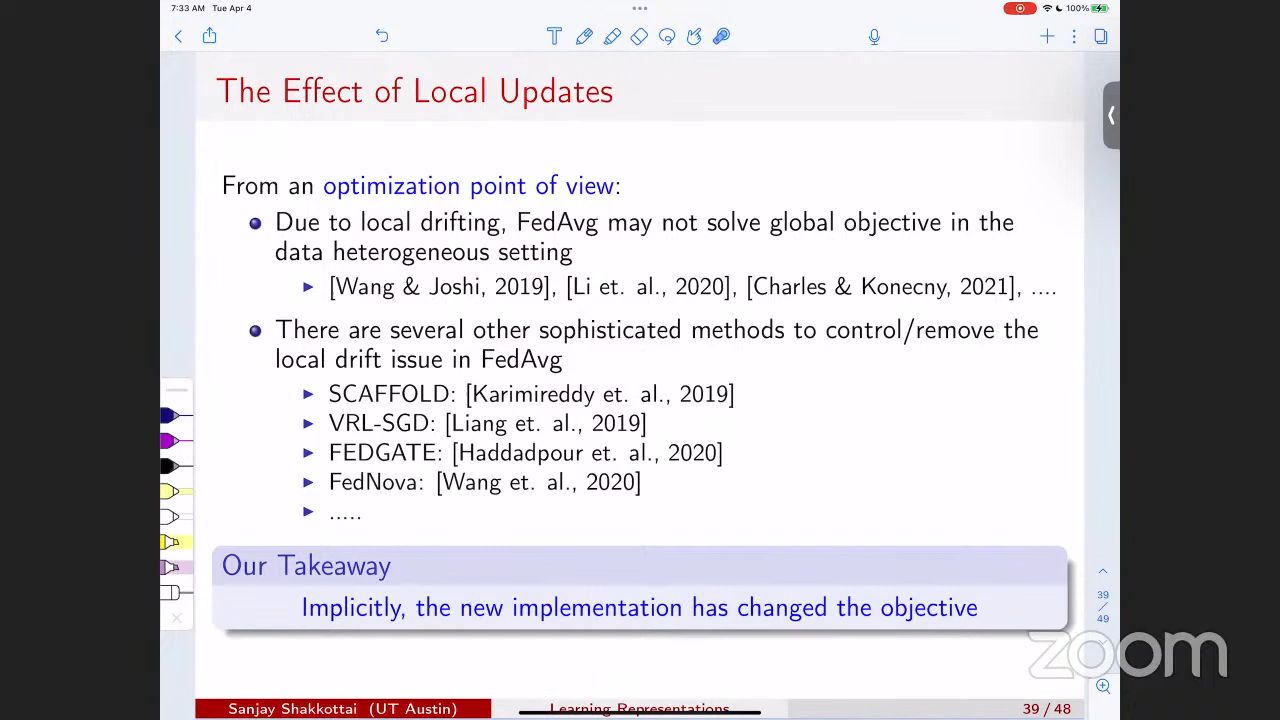 7:33 AM Tue Apr 4
100%
The Effect of Local Updates
From an optimization point of view:
Due to local drifting, FedAvg may not solve global objective in the
data heterogeneous setting
[Wang & Joshi, 2019], [Li et. al., 2020], [Charles & Konecny, 2021], ....
There are several other sophisticated methods to control/remove the
local drift issue in FedAvg
SCAFFOLD: [Karimireddy et. al., 2019]
VRL-SGD: [Liang et. al., 2019]
FEDGATE: [Haddadpour et. al., 2020]
FedNova: [Wang et. al., 2020]
.....
Our Takeaway
Implicitly, the new implementation has changed the objective
39
/
49
zoom
Sanjay Shakkottai (UT Austin)
Learning Representations
39 / 48